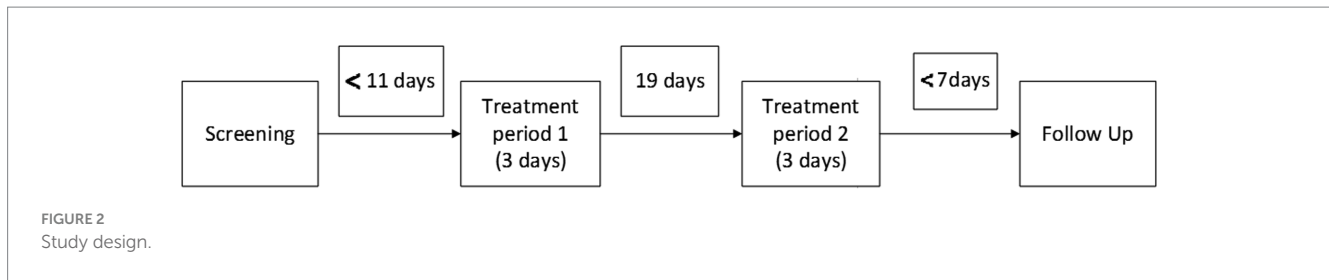 < 11 days
19 days
<7days
Screening
Treatment
period 1
(3 days)
Treatment
period 2
(3 days)
Follow Up
FIGURE 2
Study design.